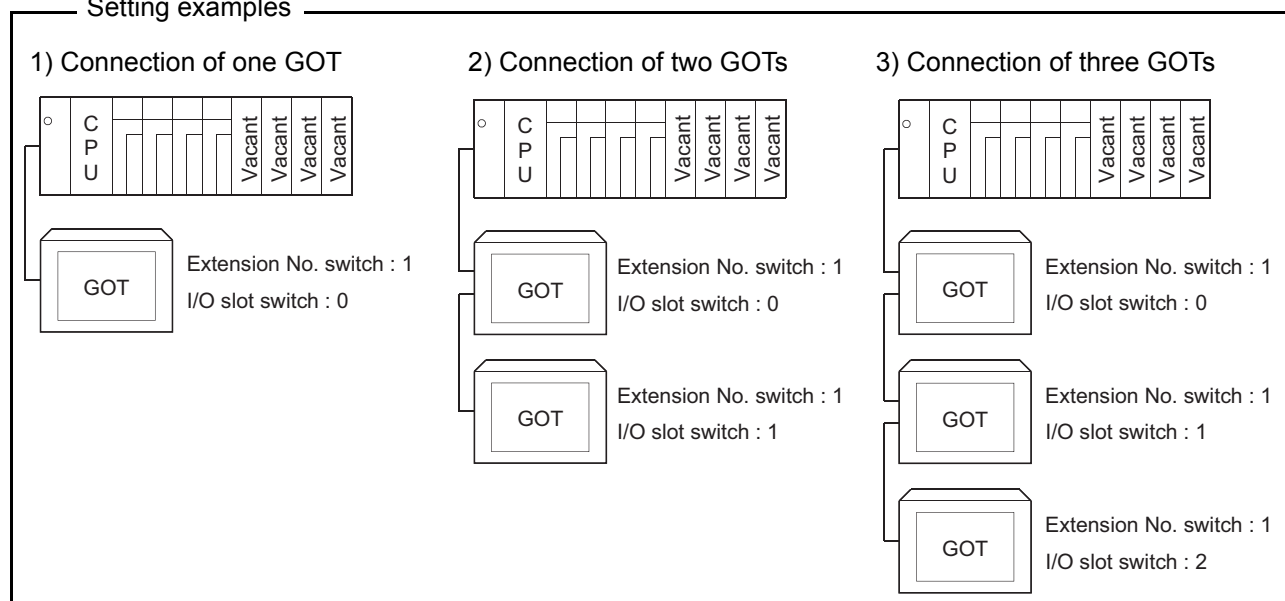 Setting examples
1) Connection of one GOT
CPU
Vacant
Vacant
Vacant
Vacant
GOT
Extension No. switch : 1
I/O slot switch : 0
2) Connection of two GOTs
CPU
Vacant
Vacant
Vacant
Vacant
GOT
Extension No. switch : 1
I/O slot switch : 0
GOT
Extension No. switch : 1
I/O slot switch : 1
3) Connection of three GOTs
CPU
Vacant
Vacant
Vacant
Vacant
GOT
Extension No. switch : 1
I/O slot switch : 0
GOT
Extension No. switch : 1
I/O slot switch : 1
GOT
Extension No. switch : 1
I/O slot switch : 2